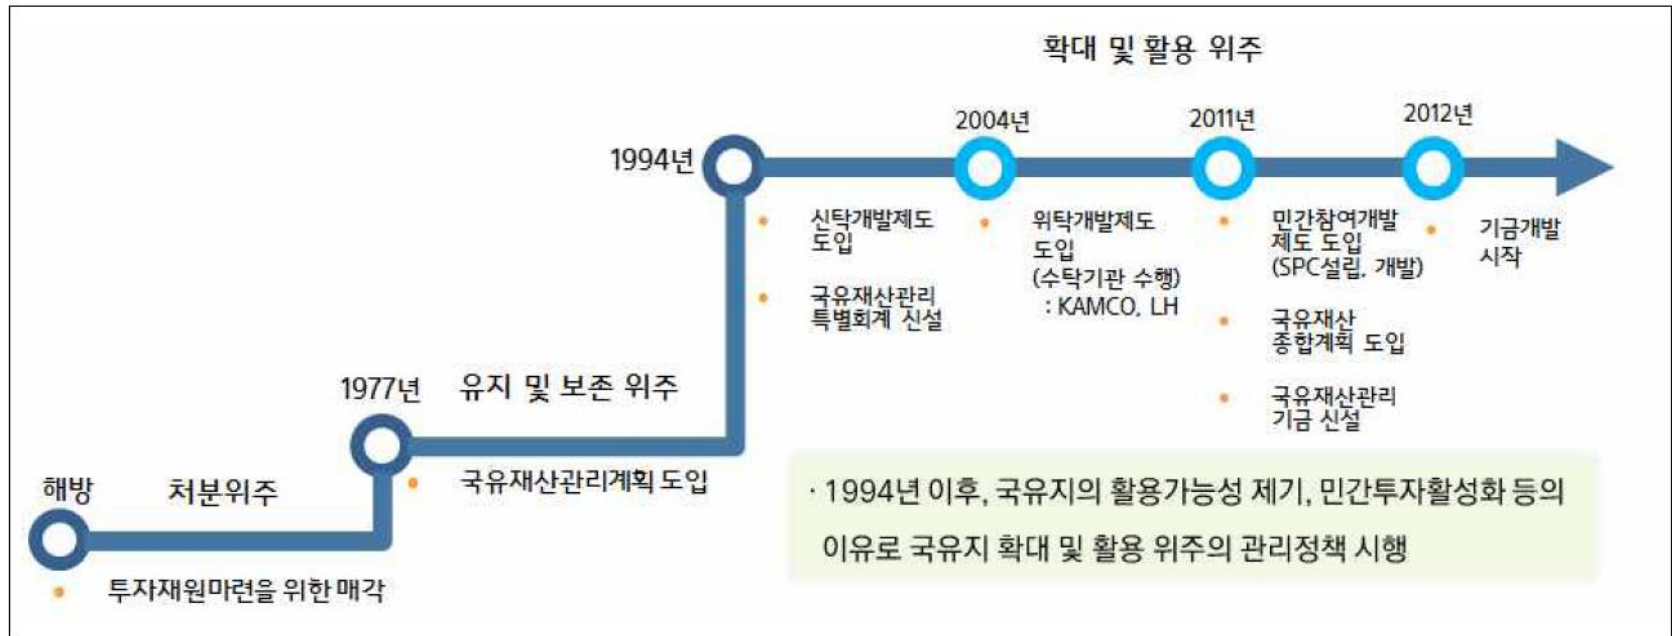 확대 및 활용 위주
1994년
2004년
2011년
2012년
신탁개발제도
도입
국유재산관리
특별회계 신설
위탁개발제도
도입
(수탁기관 수행)
: KAMCO, LH
민간참여개발
제도 도입
(SPC설립, 개발)
국유재산
종합계획 도입
국유재산관리
기금 신설
기금개발
시작
1977년
유지 및 보존 위주
국유재산관리계획 도입
해방
처분위주
투자재원마련을 위한 매각
· 1994년 이후, 국유지의 활용가능성 제기, 민간투자활성화 등의
이유로 국유지 확대 및 활용 위주의 관리정책 시행